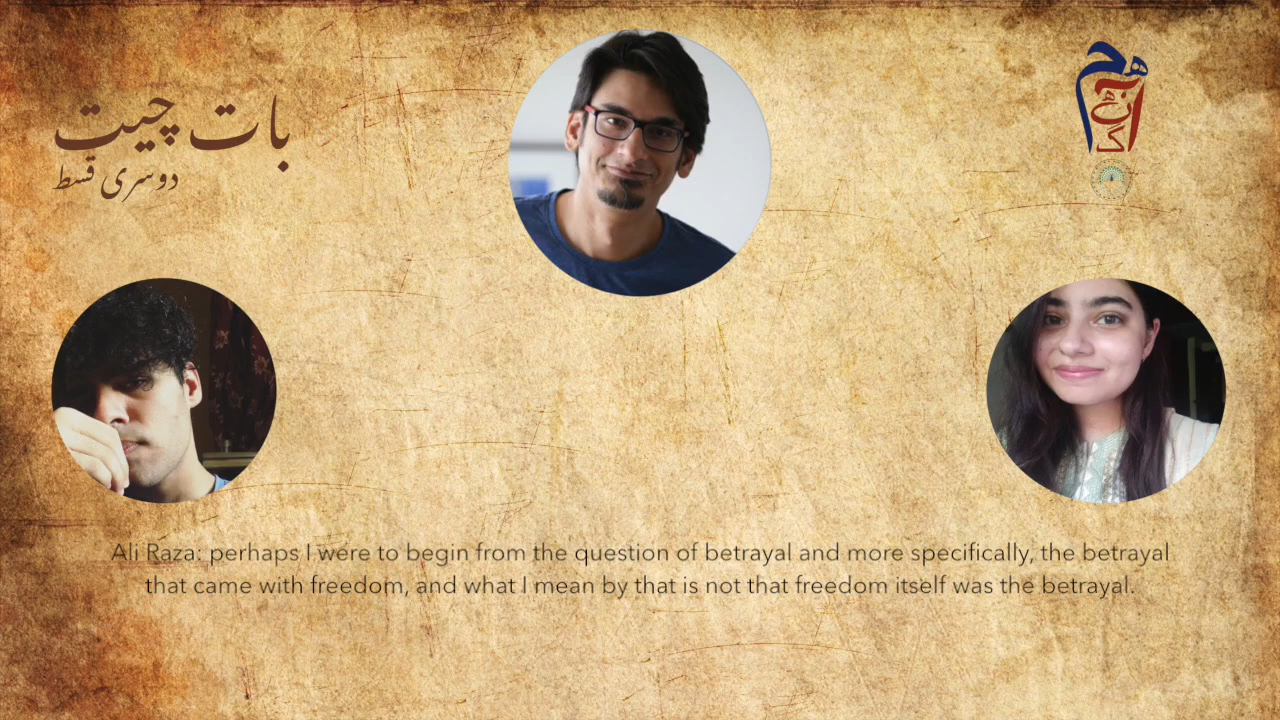 بات چیت
دوسری قسط
Ali Raza: perhaps I were to begin from the question of betrayal and more specifically, the betrayal
that came with freedom, and what I mean by that is not that freedom itself was the betrayal.